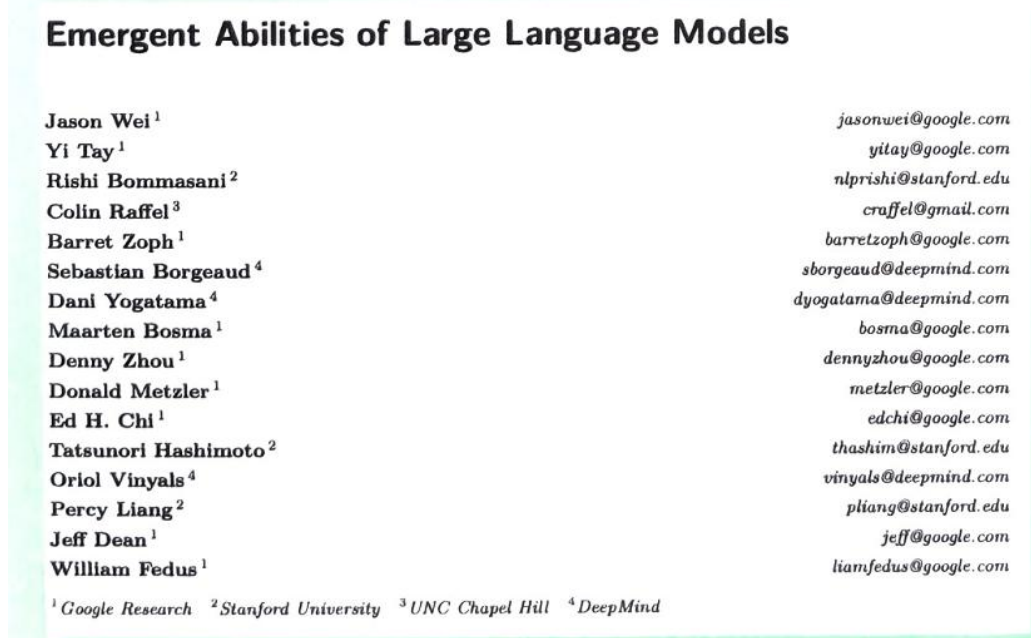 Emergent Abilities of Large Language Models
Jason Wei ¹ jasonwei@google.com
Yi Tay ¹ yitay@google.com
Rishi Bommasani ² nlprishi@stanford.edu
Colin Raffel ³ craffel@gmail.com
Barret Zoph ¹ barretzoph@google.com
Sebastian Borgeaud ⁴ sborgeaud@deepmind.com
Dani Yogatama ⁴ dyogatama@deepmind.com
Maarten Bosma ¹ bosma@google.com
Denny Zhou ¹ dennyzhou@google.com
Donald Metzler ¹ metzler@google.com
Ed H. Chi ¹ edchi@google.com
Tatsunori Hashimoto ² thashim@stanford.edu
Oriol Vinyals ⁴ vinyals@deepmind.com
Percy Liang ² pliang@stanford.edu
Jeff Dean ¹ jeff@google.com
William Fedus ¹ liamfedus@google.com
¹ Google Research ² Stanford University ³ UNC Chapel Hill ⁴ DeepMind